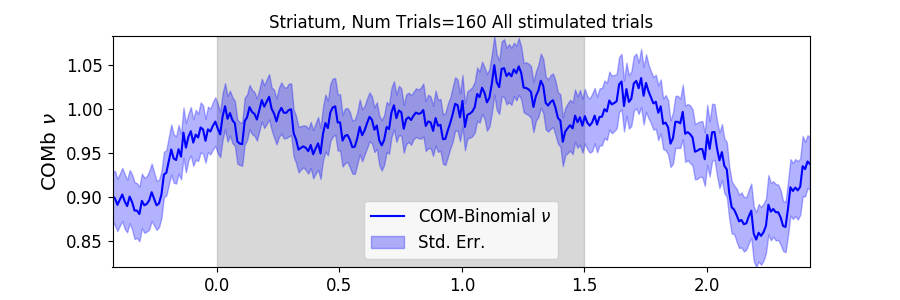 Striatum, Num Trials=160 All stimulated trials
COMb ν
1.05
1.00
0.95
0.90
0.85
COM-Binomial ν
Std. Err.
0.0 0.5 1.0 1.5 2.0